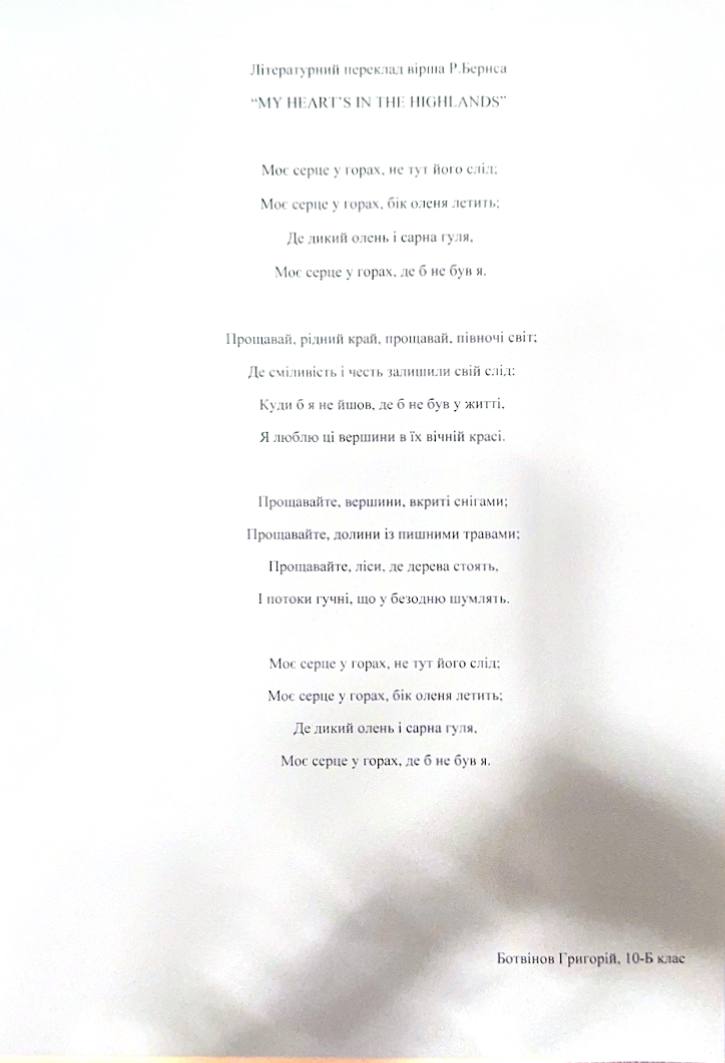 Літературний переклад вірша Р.Бернса
“MY HEART’S IN THE HIGHLANDS”
Моє серце у горах, не тут його слід;
Моє серце у горах, бік оленя летить;
Де дикий олень і сарна гуля,
Моє серце у горах, де б не був я.
Прощавай, рідний край, прощавай, півночі світ;
Де сміливість і честь залишили свій слід;
Куди б я не йшов, де б не був у житті,
Я люблю ці вершини в їх вічній красі.
Прощавайте, вершини, вкриті снігами;
Прощавайте, долини із пишними травами;
Прощавайте, ліси, де дерева стоять,
І потоки гучні, що у безодню шумлять.
Моє серце у горах, не тут його слід;
Моє серце у горах, бік оленя летить;
Де дикий олень і сарна гуля,
Моє серце у горах, де б не був я.
Ботвінов Григорій, 10-Б клас